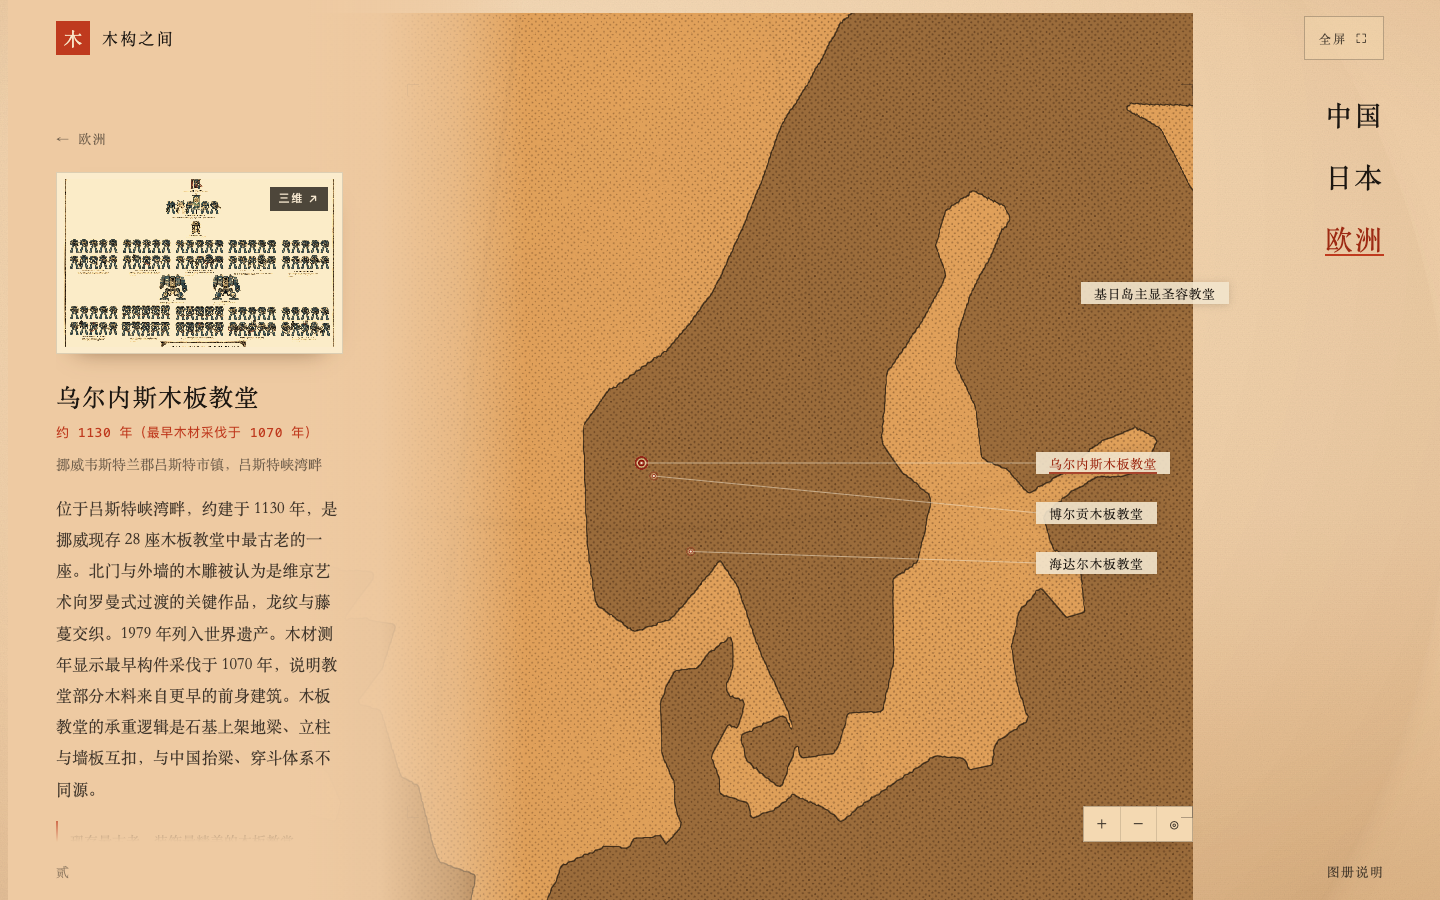 木 木构之间
全屏
中国
日本
欧洲
← 欧洲
三维 ↗
乌尔内斯木板教堂
约 1130 年（最早木材采伐于 1070 年）
挪威韦斯特兰郡吕斯特市镇，吕斯特峡湾畔
位于吕斯特峡湾畔，约建于 1130 年，是
挪威现存 28 座木板教堂中最古老的一
座。北门与外墙的木雕被认为是维京艺
术向罗曼式过渡的关键作品，龙纹与藤
蔓交织。1979 年列入世界遗产。木材测
年显示最早构件采伐于 1070 年，说明教
堂部分木料来自更早的前身建筑。木板
教堂的承重逻辑是石基上架地梁、立柱
与墙板互扣，与中国抬梁、穿斗体系不
同源。
基日岛主显圣容教堂
乌尔内斯木板教堂
博尔贡木板教堂
海达尔木板教堂
+ − ◎
贰
图册说明